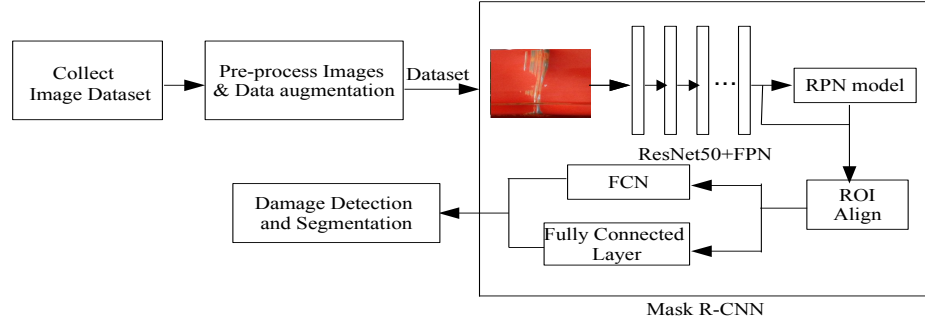 Collect
Image Dataset
Pre-process Images
& Data augmentation
Dataset
...
RPN model
ResNet50+FPN
ROI
Align
FCN
Fully Connected
Layer
Damage Detection
and Segmentation
Mask R-CNN